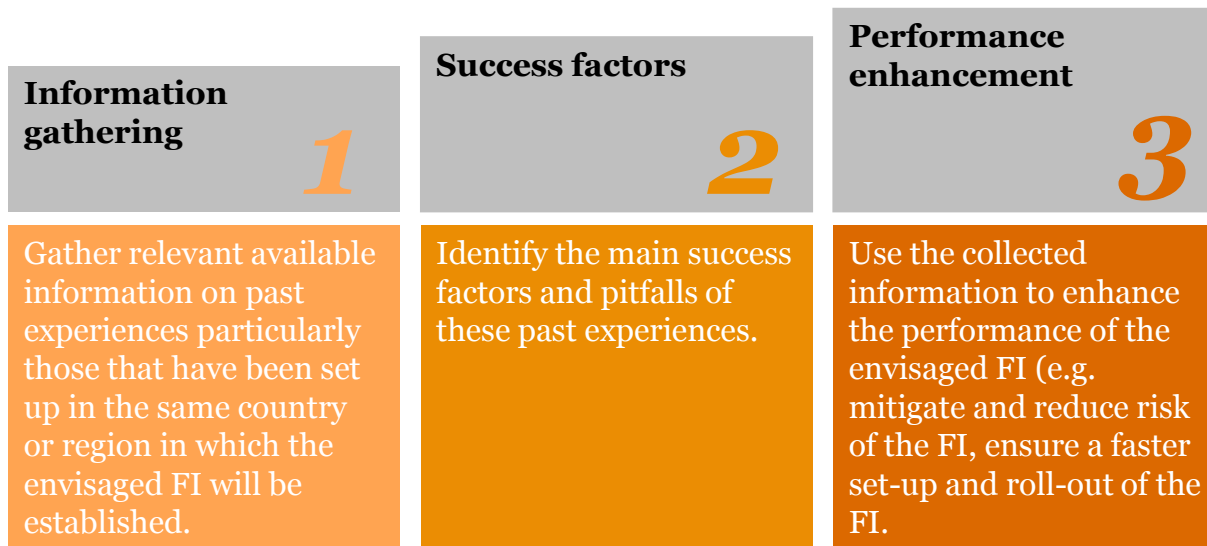 Information
gathering
1
Gather relevant available
information on past
experiences particularly
those that have been set
up in the same country
or region in which the
envisaged FI will be
established.
Success factors
2
Identify the main success
factors and pitfalls of
these past experiences.
Performance
enhancement
3
Use the collected
information to enhance
the performance of the
envisaged FI (e.g.
mitigate and reduce risk
of the FI, ensure a faster
set-up and roll-out of the
FI.